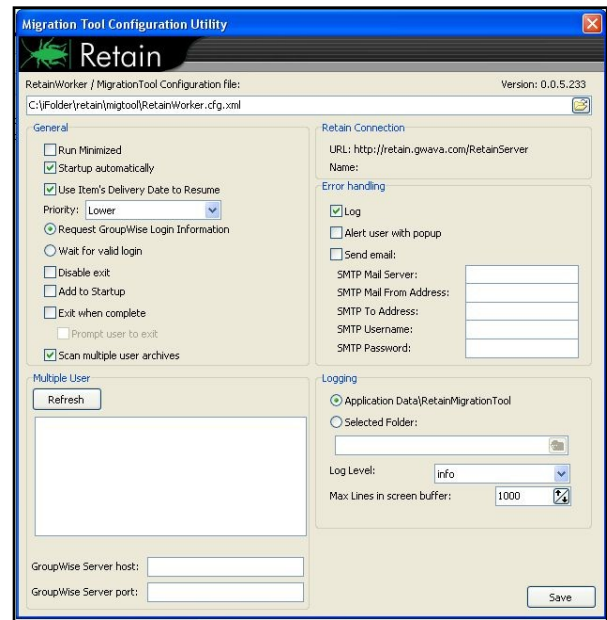 Migration Tool Configuration Utility
Retain
RetainWorker / MigrationTool Configuration file:
Version: 0.0.5.233
C:\iFolder\retain\migtool\RetainWorker.cfg.xml
General
Run Minimized
Startup automatically
Use Item's Delivery Date to Resume
Priority: Lower
Request GroupWise Login Information
Wait for valid login
Disable exit
Add to Startup
Exit when complete
Prompt user to exit
Scan multiple user archives
Retain Connection
URL: http://retain.gwava.com/RetainServer
Name:
Error handling
Log
Alert user with popup
Send email:
SMTP Mail Server:
SMTP Mail From Address:
SMTP To Address:
SMTP Username:
SMTP Password:
Multiple User
Refresh
GroupWise Server host:
GroupWise Server port:
Logging
Application Data\RetainMigrationTool
Selected Folder:
Log Level: info
Max Lines in screen buffer: 1000
Save